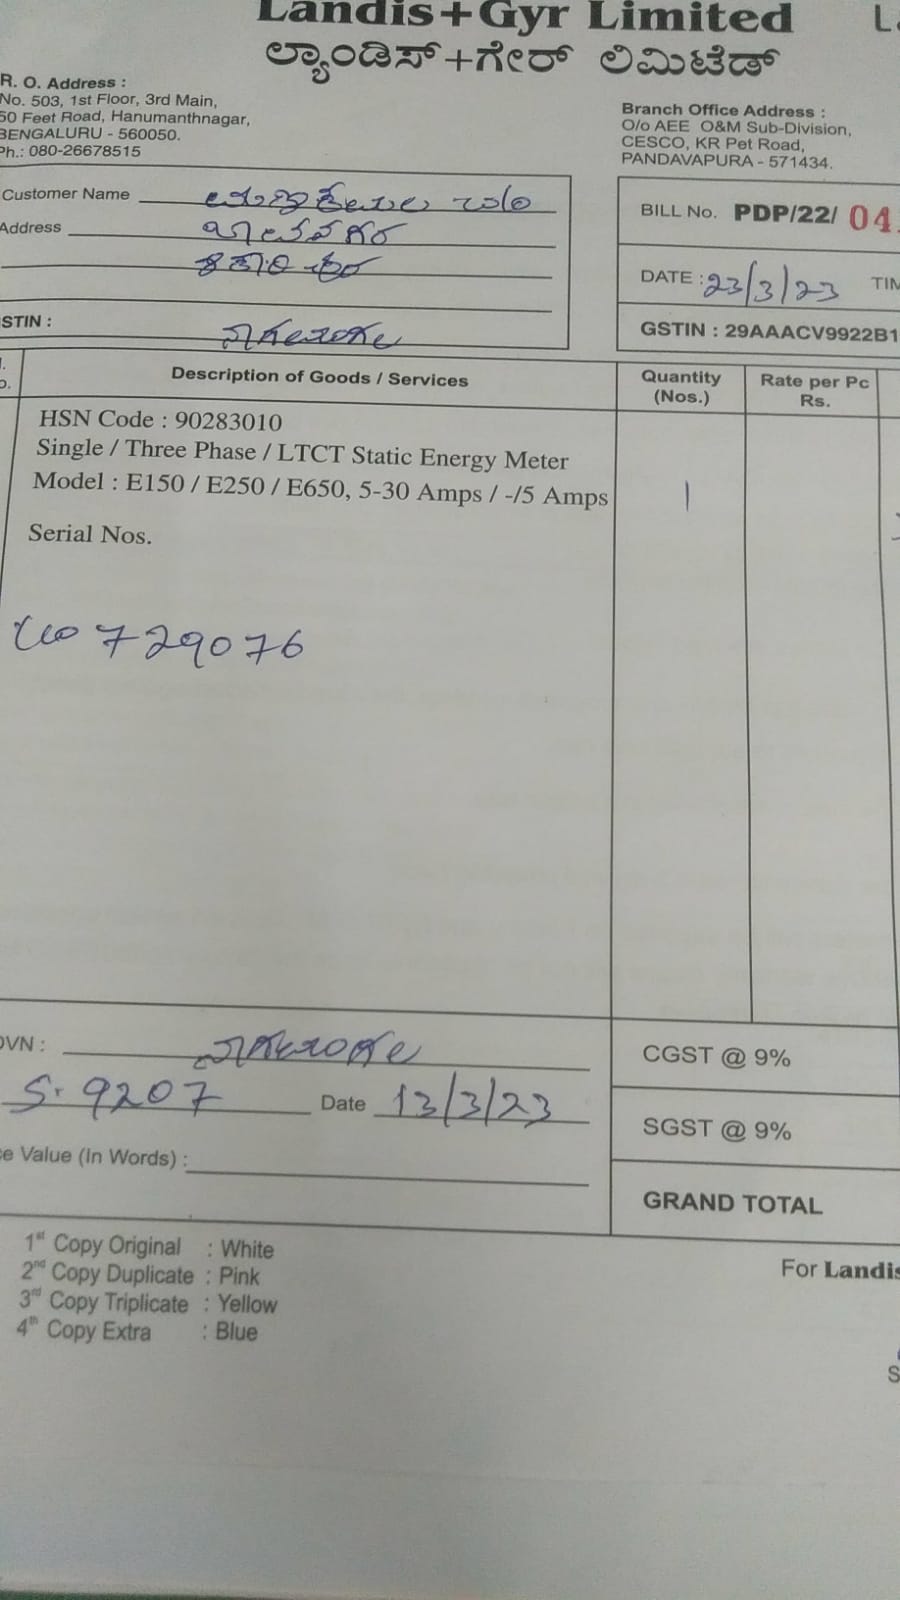 Landis+Gyr Limited
ಲ್ಯಾಂಡಿಸ್+ಗೇರ್ ಲಿಮಿಟೆಡ್
R. O. Address :
No. 503, 1st Floor, 3rd Main,
50 Feet Road, Hanumanthnagar,
BENGALURU - 560050.
Ph.: 080-26678515
Branch Office Address :
O/o AEE O&M Sub-Division,
CESCO, KR Pet Road,
PANDAVAPURA - 571434.
Customer Name
Address
STIN :
BILL No. PDP/22/ 04
DATE : 23/3/23 TIM
GSTIN : 29AAACV9922B1
Description of Goods / Services
Quantity (Nos.)
Rate per Pc Rs.
HSN Code : 90283010
Single / Three Phase / LTCT Static Energy Meter
Model : E150 / E250 / E650, 5-30 Amps / -/5 Amps 1
Serial Nos.
729076
OVN :
S. 9207 Date 13/3/23
e Value (In Words) :
CGST @ 9%
SGST @ 9%
GRAND TOTAL
1st Copy Original : White
2nd Copy Duplicate : Pink
3rd Copy Triplicate : Yellow
4th Copy Extra : Blue
For Landis